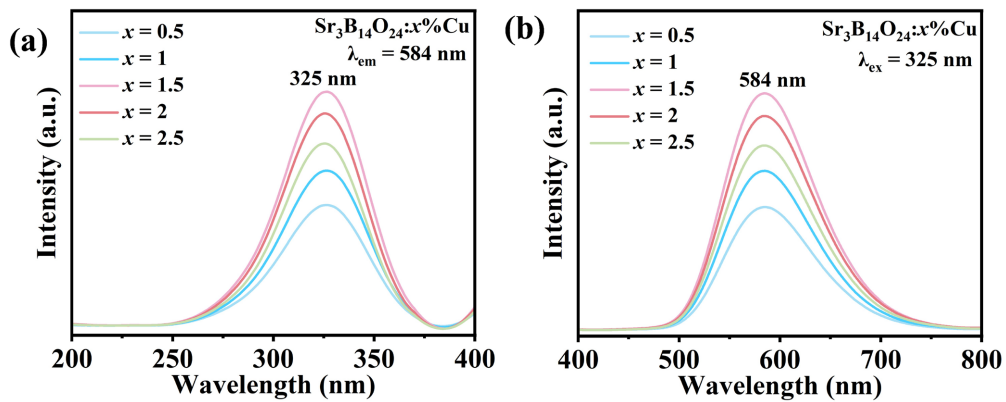 (a)
Sr₃B₁₄O₂₄:x%Cu
λem = 584 nm
325 nm
x = 0.5
x = 1
x = 1.5
x = 2
x = 2.5
Intensity (a.u.)
200 250 300 350 400
Wavelength (nm)
(b)
Sr₃B₁₄O₂₄:x%Cu
λex = 325 nm
584 nm
x = 0.5
x = 1
x = 1.5
x = 2
x = 2.5
Intensity (a.u.)
400 500 600 700 800
Wavelength (nm)